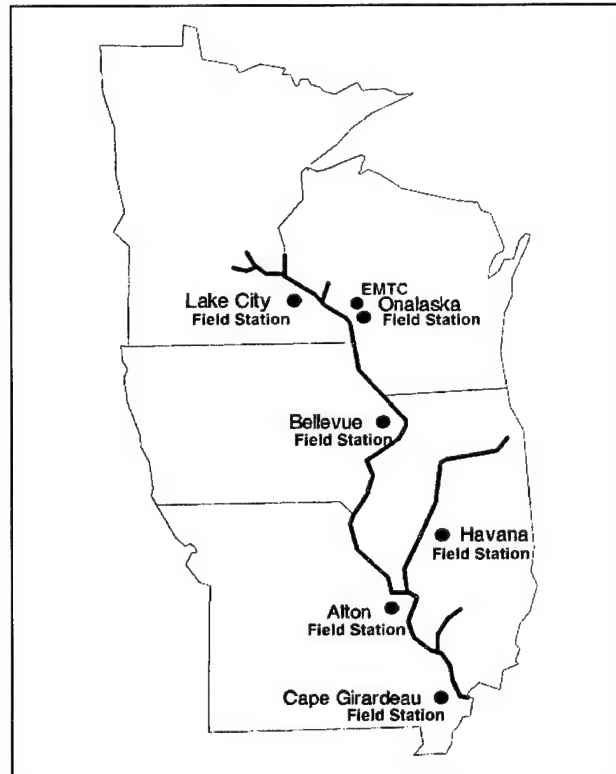 EMTC
Lake City
Field Station
Onalaska
Field Station
Bellevue
Field Station
Havana
Field Station
Alton
Field Station
Cape Girardeau
Field Station